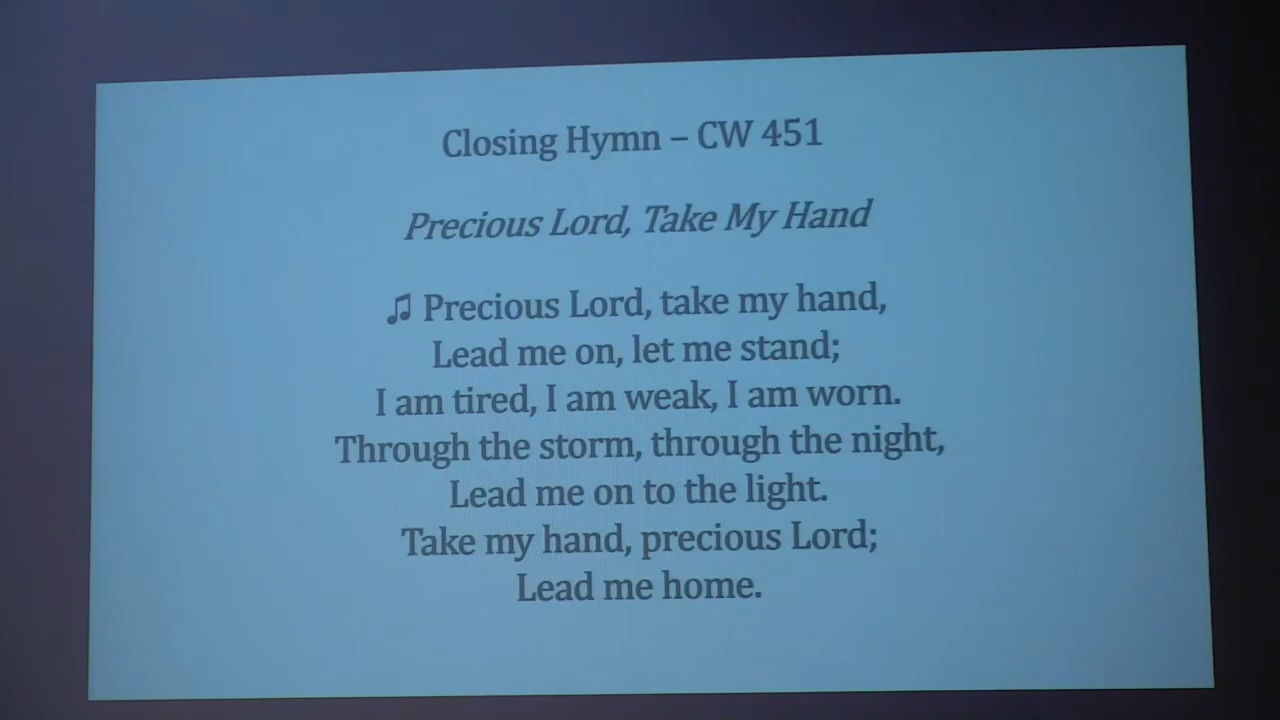 Closing Hymn – CW 451
Precious Lord, Take My Hand
♫ Precious Lord, take my hand,
Lead me on, let me stand;
I am tired, I am weak, I am worn.
Through the storm, through the night,
Lead me on to the light.
Take my hand, precious Lord;
Lead me home.